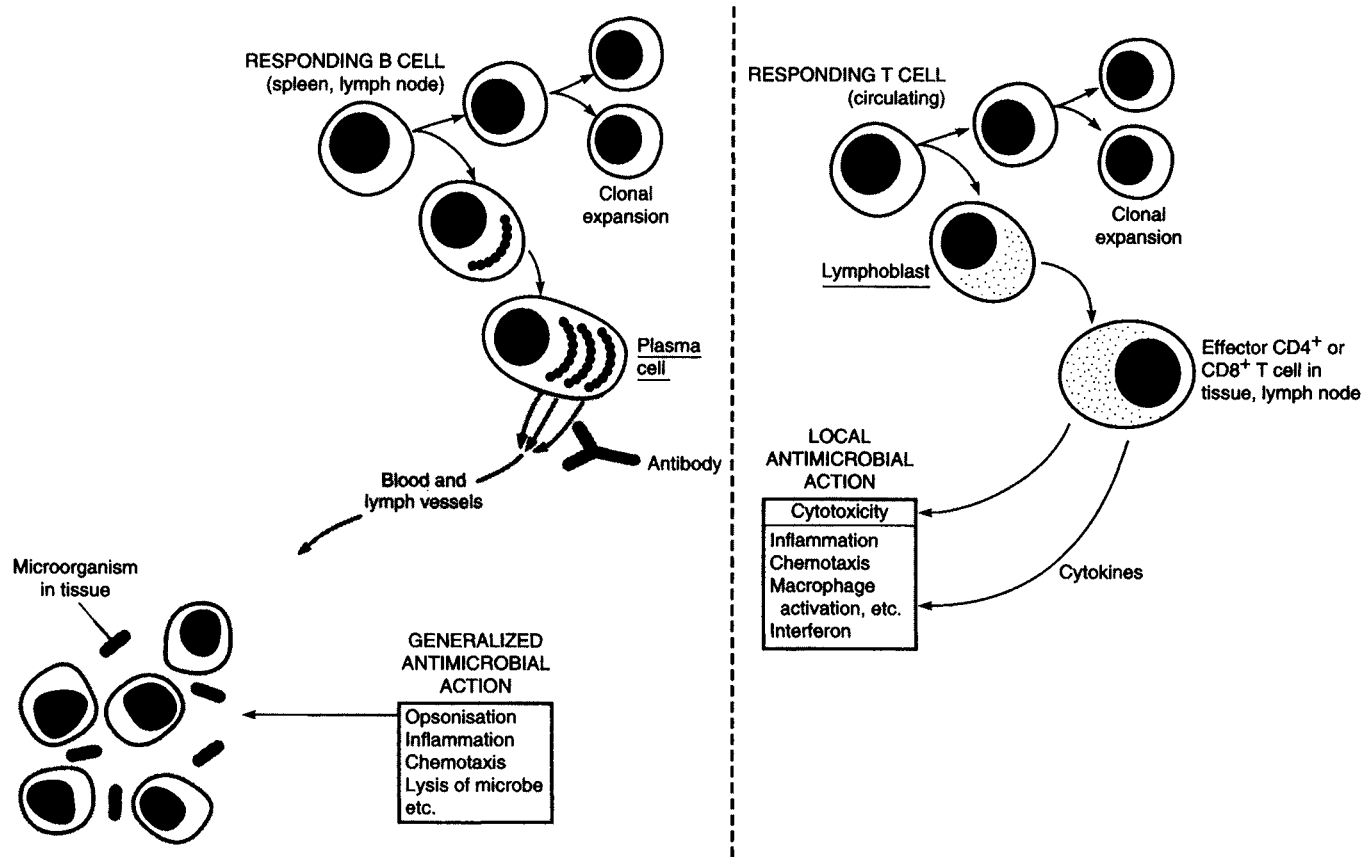 RESPONDING B CELL
(spleen, lymph node)
Clonal
expansion
Plasma
cell
Antibody
Blood and
lymph vessels
Microorganism
in tissue
GENERALIZED
ANTIMICROBIAL
ACTION
Opsonisation
Inflammation
Chemotaxis
Lysis of microbe
etc.
RESPONDING T CELL
(circulating)
Clonal
expansion
Lymphoblast
Effector CD4⁺ or
CD8⁺ T cell in
tissue, lymph node
LOCAL
ANTIMICROBIAL
ACTION
Cytotoxicity
Inflammation
Chemotaxis
Macrophage
activation, etc.
Interferon
Cytokines